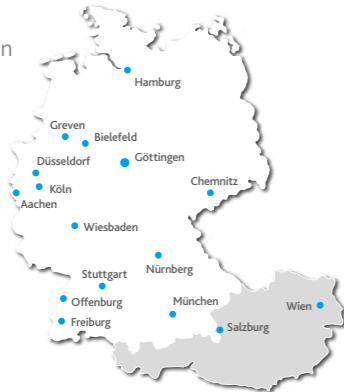 n
Hamburg
Greven
Bielefeld
Göttingen
Düsseldorf
Chemnitz
Köln
Aachen
Wiesbaden
Nürnberg
Stuttgart
Offenburg
München
Wien
Freiburg
Salzburg